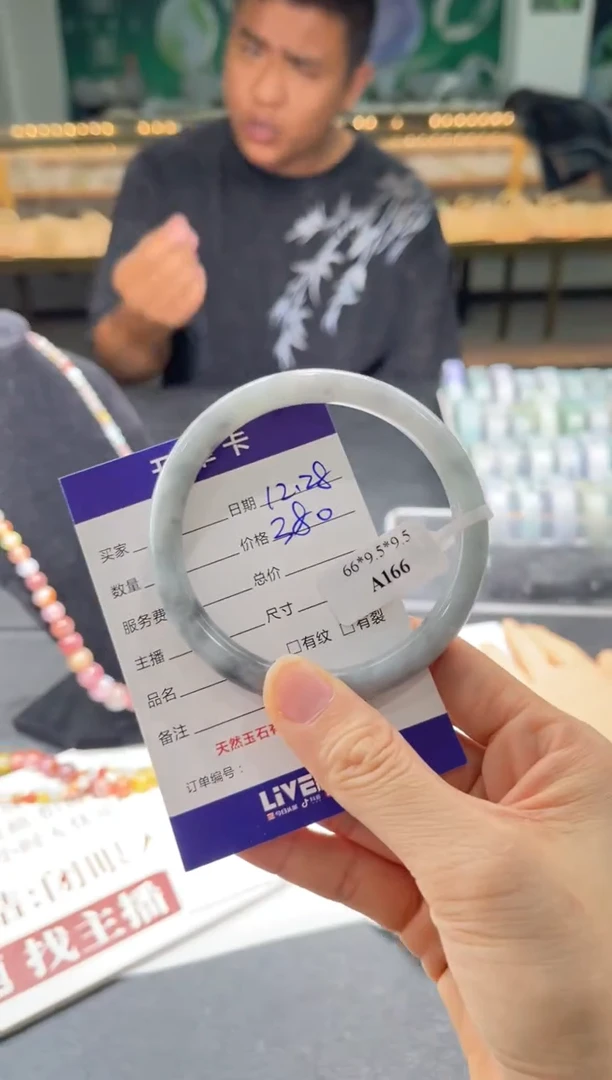 卡
日期 12.28
买家
价格 380
数量
总价
服务费
尺寸
主播
□有纹 □有裂
品名
备注
天然玉石
订单编号：
LIVE
66*9.5*9.5
A166
找主播